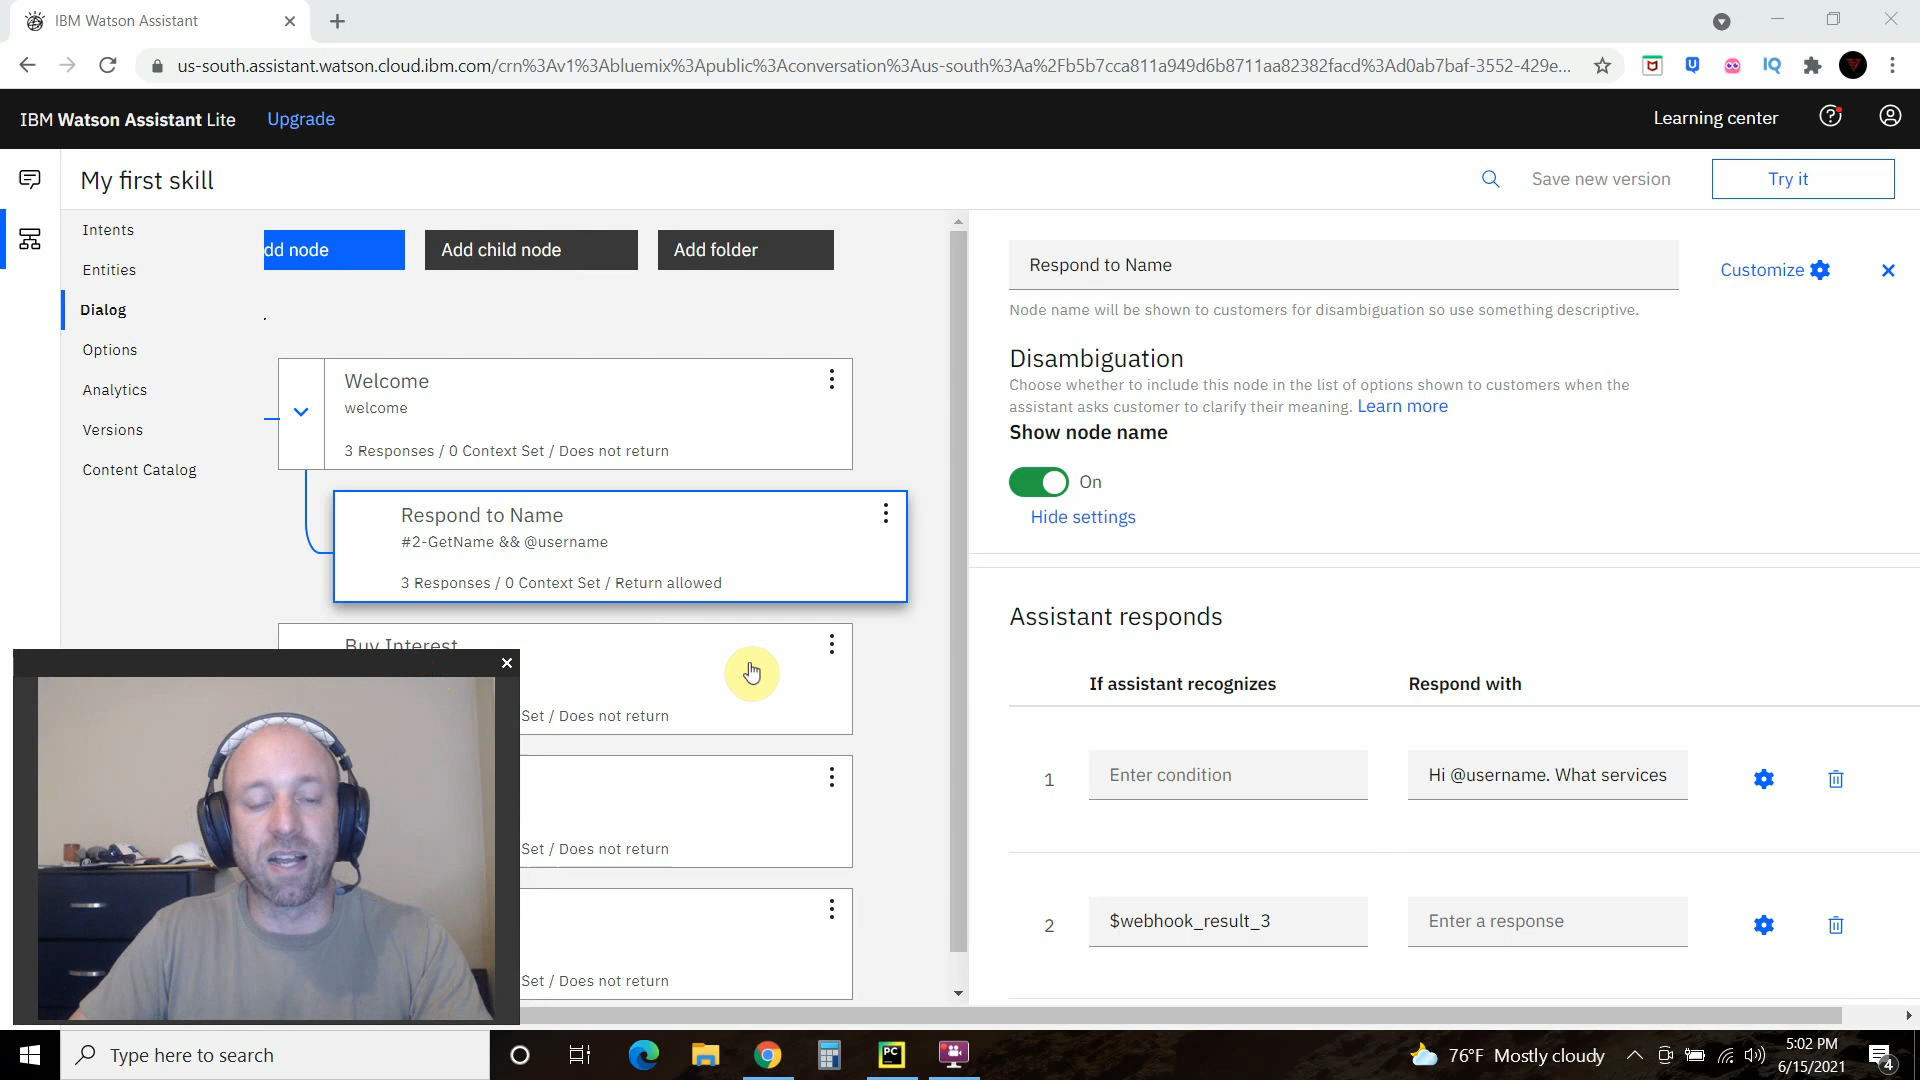 IBM Watson Assistant
us-south.assistant.watson.cloud.ibm.com/crn%3Av1%3Abluemix%3Apublic%3Aconversation%3Aus-south%3Aa%2Fb5b7cca811a949d6b8711aa82382facd%3Ad0ab7baf-3552-429e...
IQ
IBM Watson Assistant Lite
Upgrade
Learning center
My first skill
Save new version
Try it
Intents
Entities
Dialog
Options
Analytics
Versions
Content Catalog
dd node
Add child node
Add folder
Welcome
welcome
3 Responses / 0 Context Set / Does not return
Respond to Name
#2-GetName && @username
3 Responses / 0 Context Set / Return allowed
Buy Interest
Set / Does not return
Set / Does not return
Set / Does not return
Respond to Name
Customize
Node name will be shown to customers for disambiguation so use something descriptive.
Disambiguation
Choose whether to include this node in the list of options shown to customers when the
assistant asks customer to clarify their meaning. Learn more
Show node name
On
Hide settings
Assistant responds
If assistant recognizes
Respond with
1
Enter condition
Hi @username. What services
2
$webhook_result_3
Enter a response
Type here to search
PC
76°F Mostly cloudy
5:02 PM
6/15/2021
4